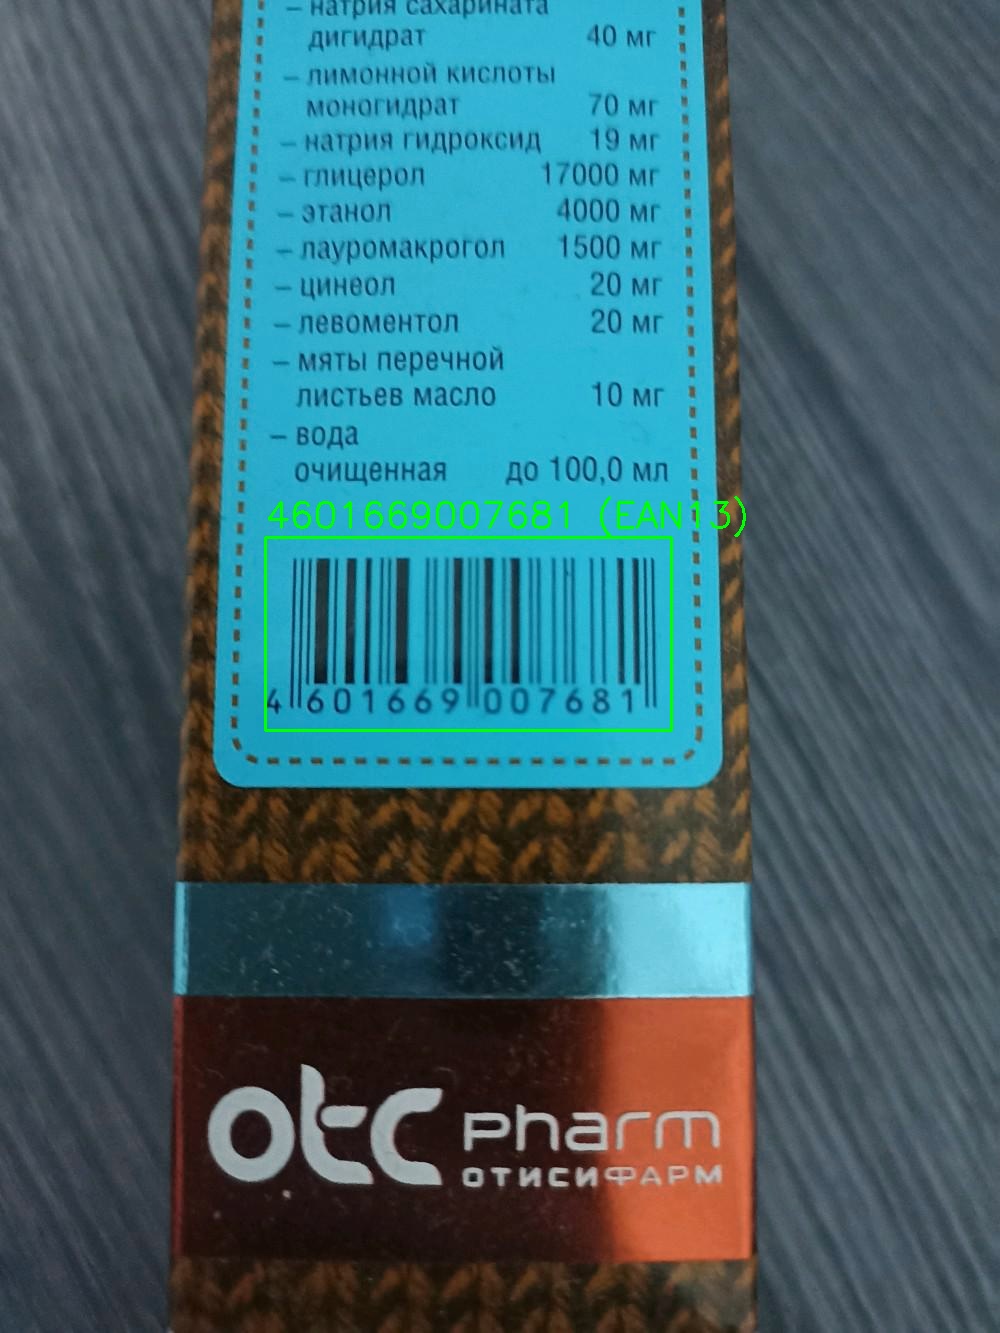 – натрия сахарината
дигидрат 40 мг
– лимонной кислоты
моногидрат 70 мг
– натрия гидроксид 19 мг
– глицерол 17000 мг
– этанол 4000 мг
– лауромакрогол 1500 мг
– цинеол 20 мг
– левоментол 20 мг
– мяты перечной
листьев масло 10 мг
– вода
очищенная до 100,0 мл
4601669007681 (EAN13)
4 601669 007681
otc pharm
ОТИСИФАРМ